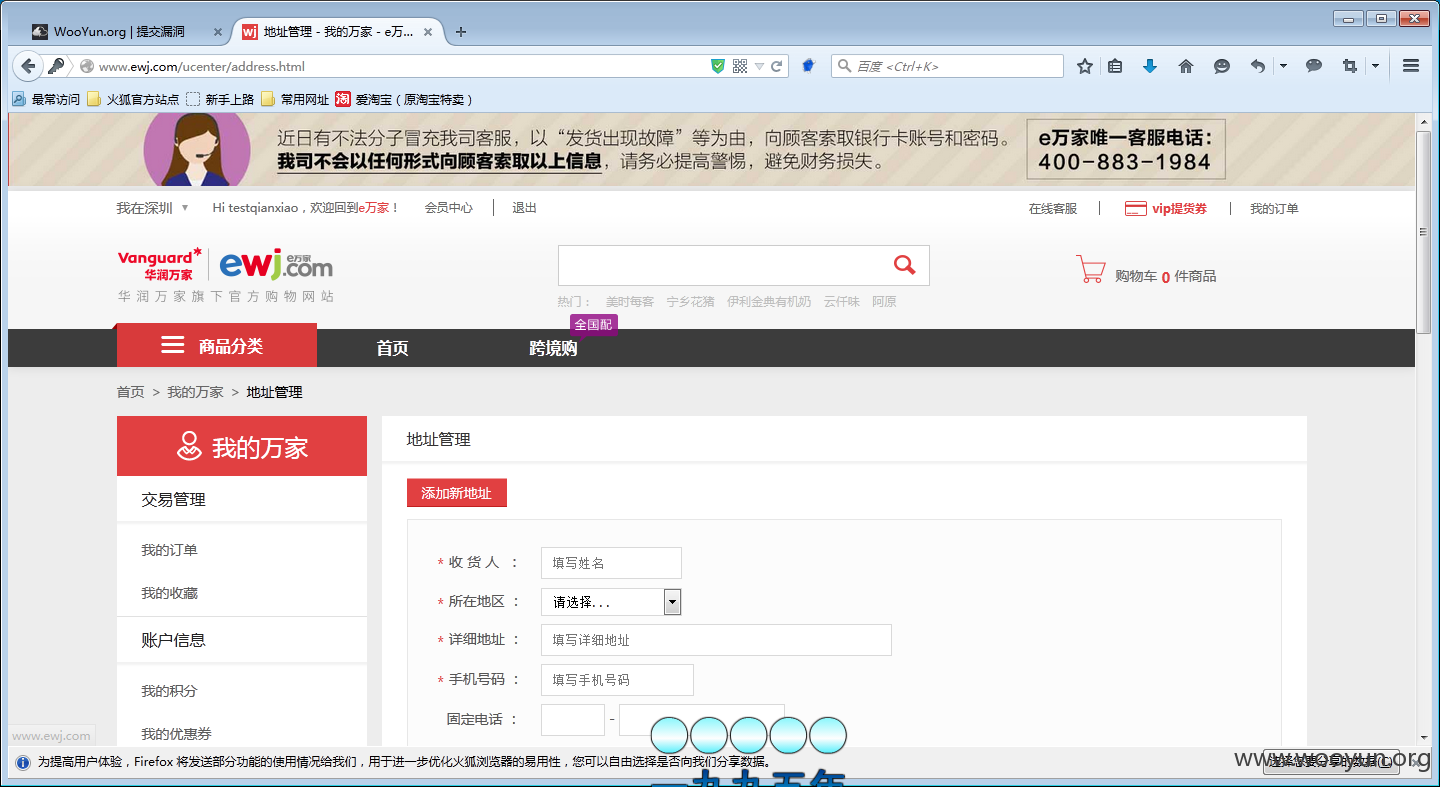 WooYun.org | 提交漏洞
wj 地址管理 - 我的万家 - e万...
www.ewj.com/ucenter/address.html
百度 <Ctrl+K>
最常访问 火狐官方站点 新手上路 常用网址 淘 爱淘宝（原淘宝特卖）
近日有不法分子冒充我司客服，以“发货出现故障”等为由，向顾客索取银行卡账号和密码。
我司不会以任何形式向顾客索取以上信息，请务必提高警惕，避免财务损失。
e万家唯一客服电话：
400-883-1984
我在深圳 Hi testqianxiao，欢迎回到e万家！ 会员中心 退出 在线客服 vip提货券 我的订单
Vanguard 华润万家 ewj.com e万家
华润万家旗下官方购物网站
购物车 0 件商品
热门： 美时每客 宁乡花猪 伊利金典有机奶 云仟味 阿原
全国配
商品分类 首页 跨境购
首页 > 我的万家 > 地址管理
我的万家
交易管理
我的订单
我的收藏
账户信息
我的积分
我的优惠券
地址管理
添加新地址
* 收 货 人 ： 填写姓名
* 所在地区 ： 请选择...
* 详细地址 ： 填写详细地址
* 手机号码 ： 填写手机号码
固定电话 ： -
www.ewj.com
为提高用户体验，Firefox 将发送部分功能的使用情况给我们，用于进一步优化火狐浏览器的易用性，您可以自由选择是否向我们分享数据。
选择您要分享的数据(C)
www.wooyun.org
一九九五年